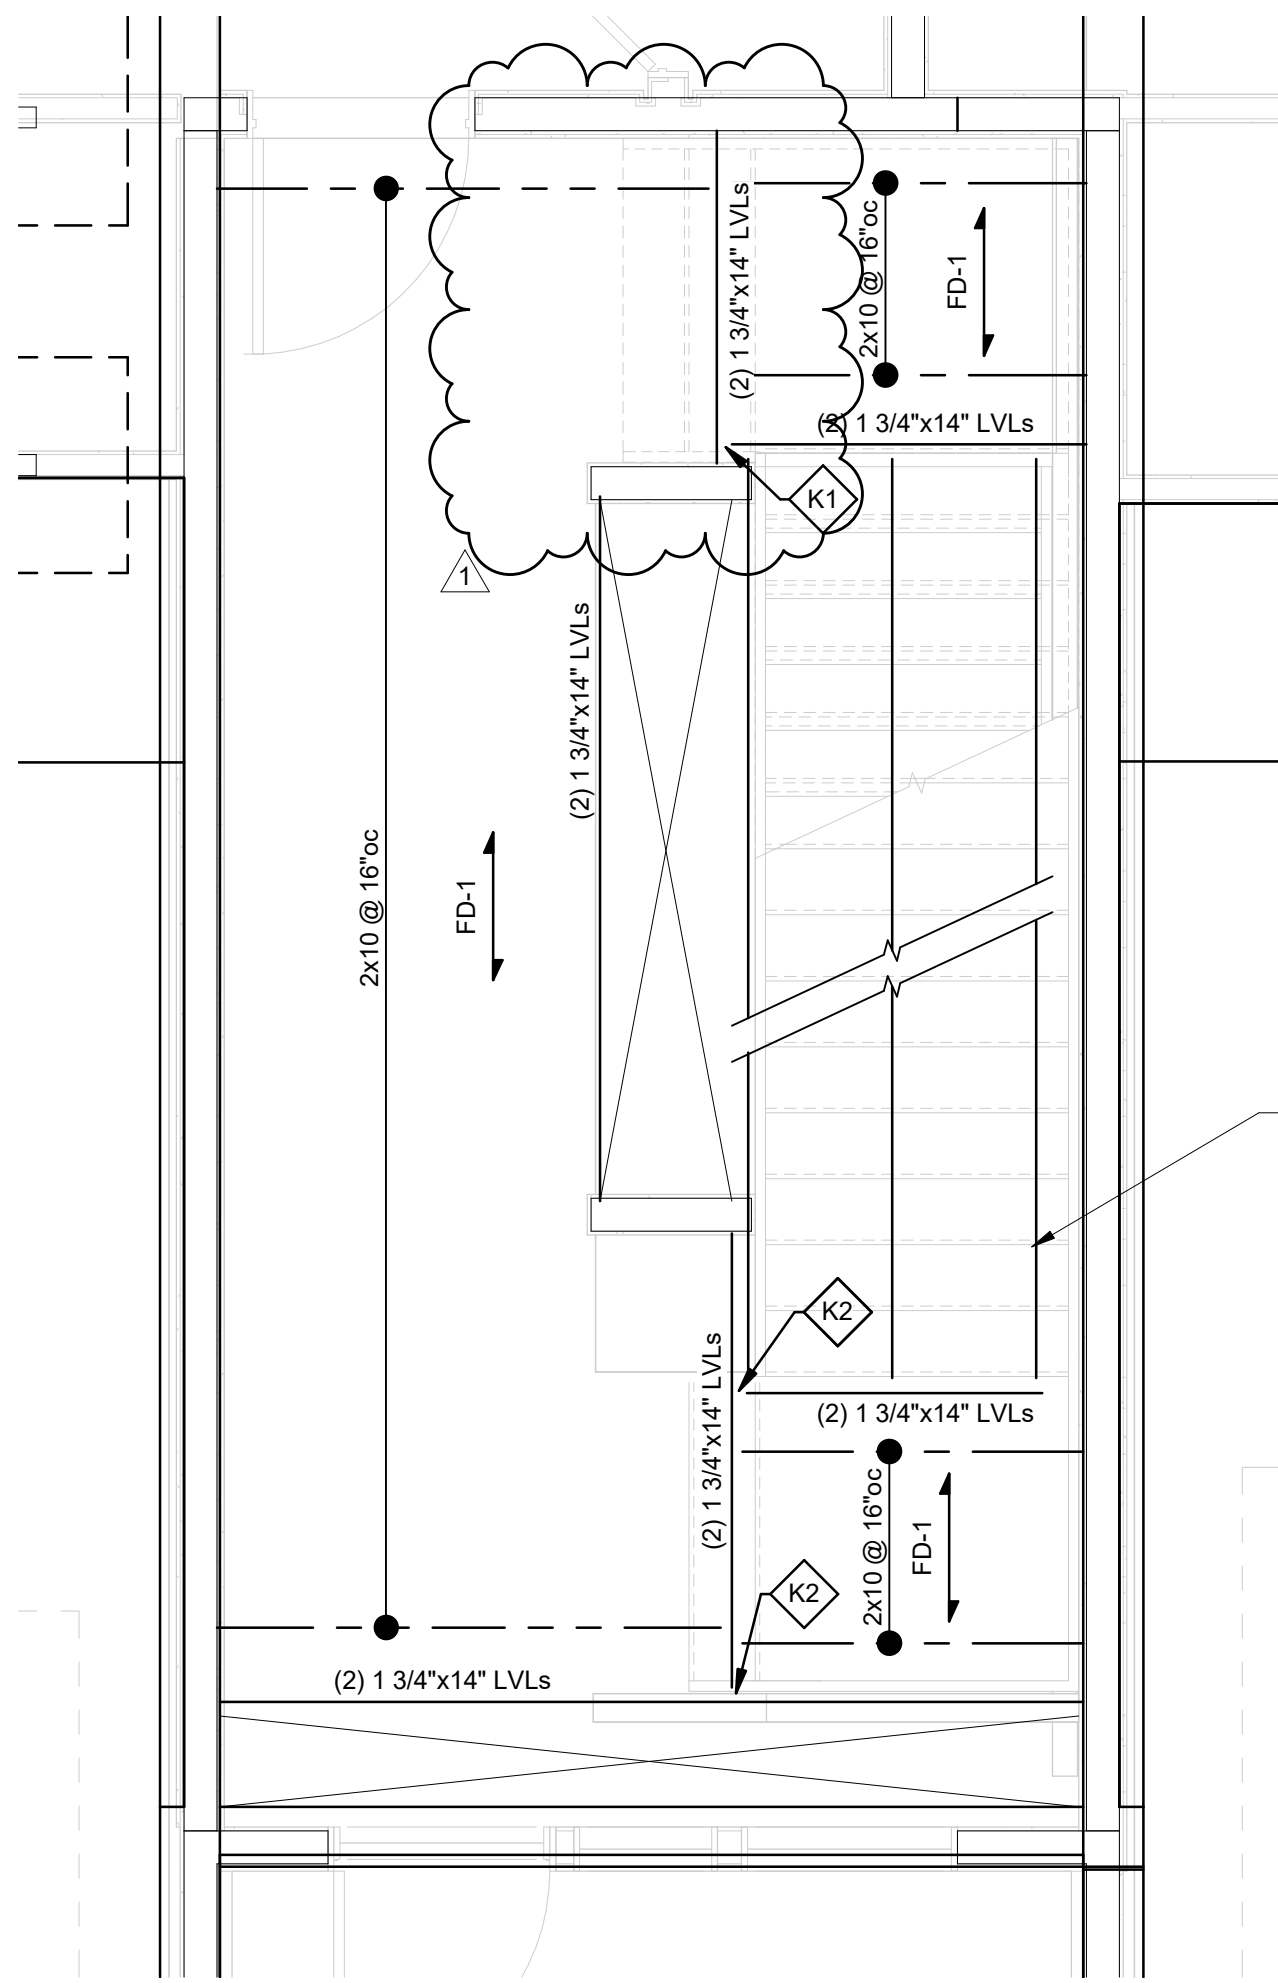 (2) 1 3/4"x14" LVLs
2x10 @ 16"oc
FD-1
(2) 1 3/4"x14" LVLs
K1
1
(2) 1 3/4"x14" LVLs
2x10 @ 16"oc
FD-1
K2
(2) 1 3/4"x14" LVLs
(2) 1 3/4"x14" LVLs
2x10 @ 16"oc
FD-1
K2
(2) 1 3/4"x14" LVLs